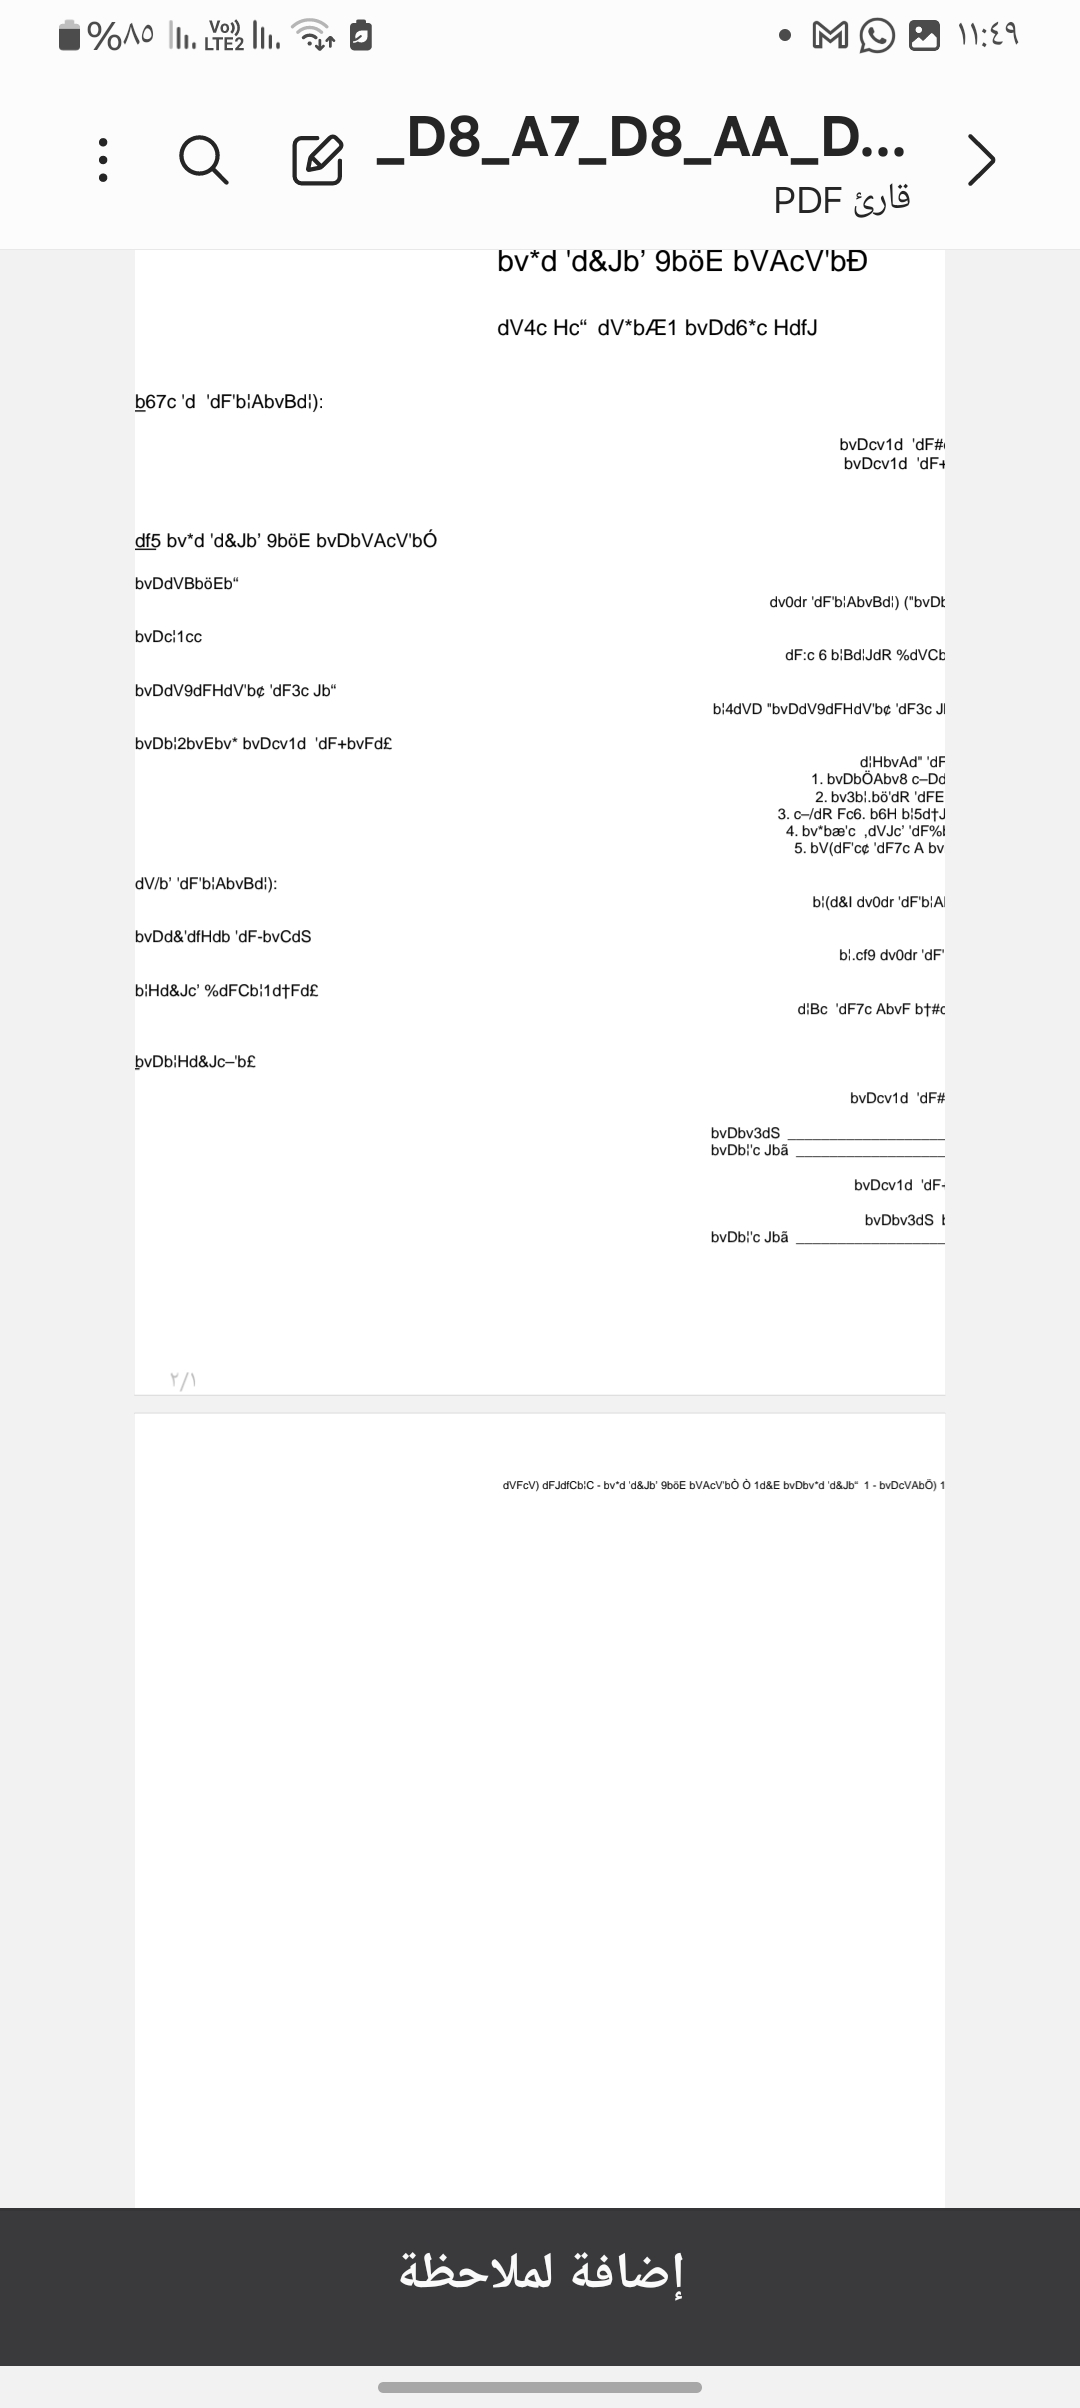 %٨٥ Vo)) LTE2 ١١:٤٩
_D8_A7_D8_AA_D...
قارئ PDF
bv*d 'd&Jb’ 9böE bVAcV'bÐ
dV4c Hc“ dV*bÆ1 bvDd6*c HdfJ
b67c 'd 'dF'b¦AbvBd¦):
bvDcv1d 'dF#
bvDcv1d 'dF+
df5 bv*d 'd&Jb’ 9böE bvDbVAcV'bÓ
bvDdVBböEb“
dv0dr 'dF'b¦AbvBd¦) ("bvDb
bvDc¦1cc
dF:c 6 b¦Bd¦JdR %dVCb
bvDdV9dFHdV'b¢ 'dF3c Jb“
b¦4dVD "bvDdV9dFHdV'b¢ 'dF3c J
bvDb¦2bvEbv* bvDcv1d 'dF+bvFd£
d¦HbvAd" 'dF
1. bvDbÖAbv8 c–Dd
2. bv3b¦.bö'dR 'dFE
3. c–/dR Fc6. b6H b¦5d†J
4. bv*bæ'c ,dVJc’ 'dF%b
5. bV(dF'c¢ 'dF7c A bv
dV/b’ 'dF'b¦AbvBd¦):
b¦(d&I dv0dr 'dF'b¦A
bvDd&'dfHdb 'dF-bvCdS
b¦.cf9 dv0dr 'dF'
b¦Hd&Jc’ %dFCb¦1d†Fd£
d¦Bc 'dF7c AbvF b†#c
bvDb¦Hd&Jc–'b£
bvDcv1d 'dF#
bvDbv3dS ____________________
bvDb¦'c Jbã ___________________
bvDcv1d 'dF+
bvDbv3dS b
bvDb¦'c Jbã ___________________
٢/١
dVFcV) dFJdfCb¦C - bv*d 'd&Jb’ 9böE bVAcV'bÒ Ò 1d&E bvDbv*d 'd&Jb“ 1 - bvDcVAbÕ) 1
إضافة لملاحظة